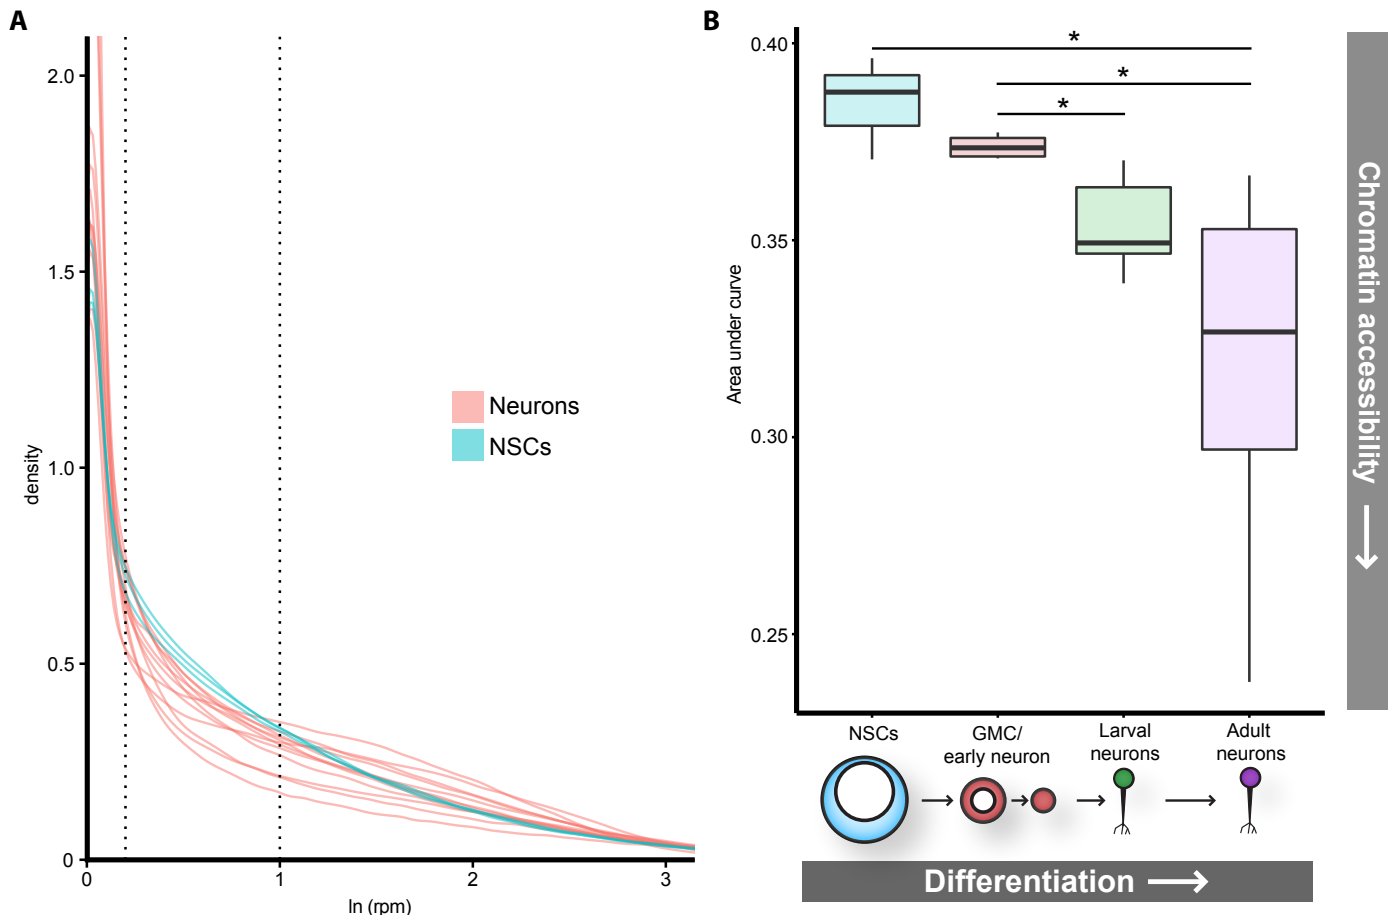 A
2.0
1.5
1.0
0.5
0
density
0
1
2
3
ln (rpm)
Neurons
NSCs
B
0.40
0.35
0.30
0.25
Area under curve
*
*
*
NSCs
GMC/
early neuron
Larval
neurons
Adult
neurons
Differentiation
Chromatin accessibility